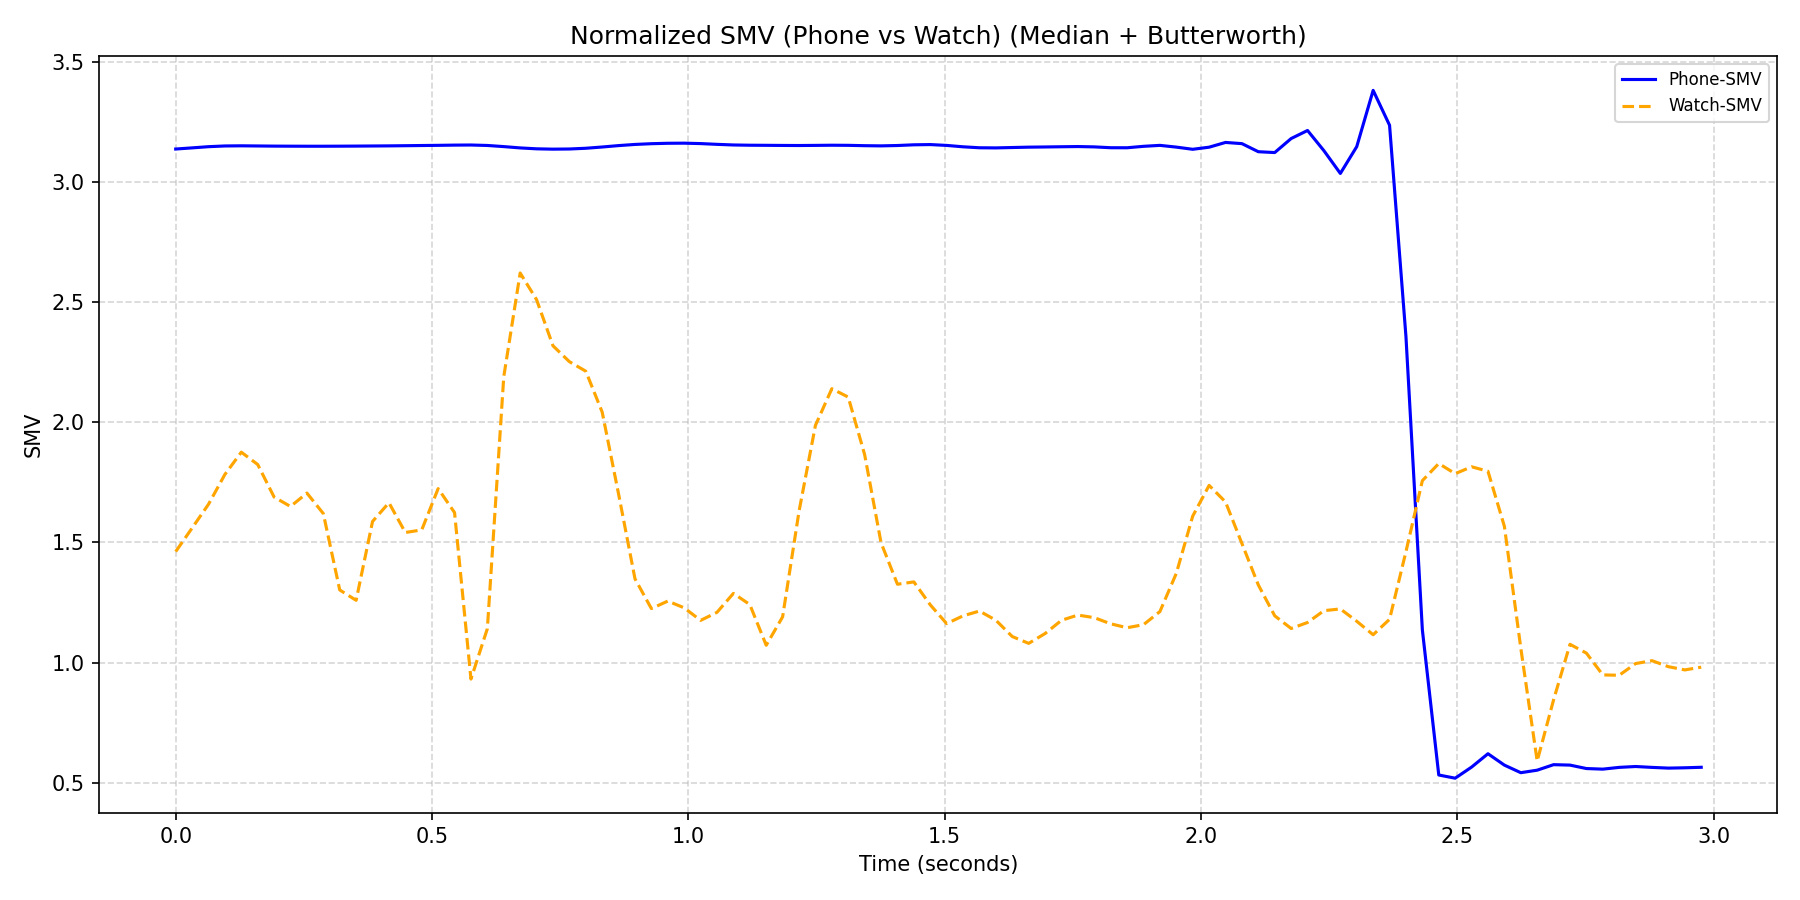 Normalized SMV (Phone vs Watch) (Median + Butterworth)
Phone-SMV
Watch-SMV
SMV
3.5
3.0
2.5
2.0
1.5
1.0
0.5
0.0 0.5 1.0 1.5 2.0 2.5 3.0
Time (seconds)